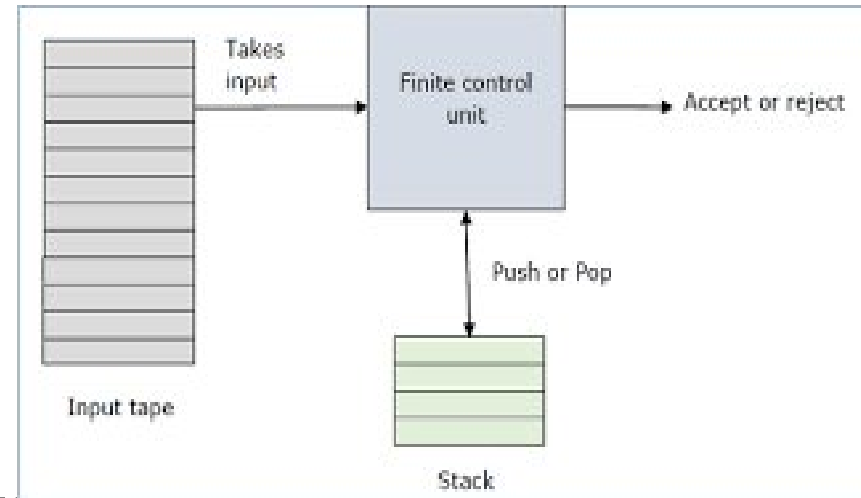 Takes
input
Finite control
unit
Accept or reject
Push or Pop
Input tape
Stack